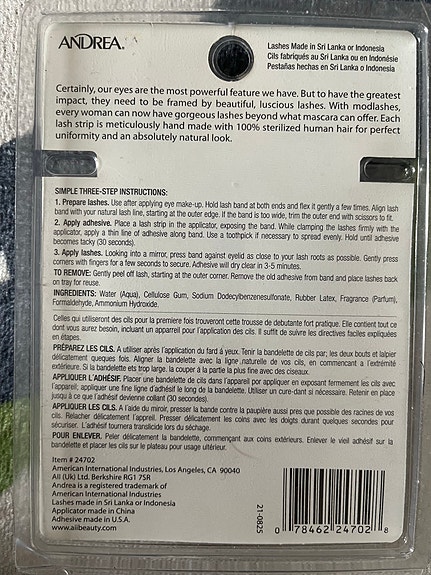 ANDREA®
Lashes Made in Sri Lanka or Indonesia
Cils fabriqués au Sri Lanka ou en Indonésie
Pestañas hechas en Sri Lanka o Indonesia
Certainly, our eyes are the most powerful feature we have. But to have the greatest
impact, they need to be framed by beautiful, luscious lashes. With modlashes,
every woman can now have gorgeous lashes beyond what mascara can offer. Each
lash strip is meticulously hand made with 100% sterilized human hair for perfect
uniformity and an absolutely natural look.
SIMPLE THREE-STEP INSTRUCTIONS:
1. Prepare lashes. Use after applying eye make-up. Hold lash band at both ends and flex it gently a few times. Align
lash band with your natural lash line, starting at the outer edge. If the band is too wide, trim the outer end with scissors to fit.
2. Apply adhesive. Place a lash strip in the applicator, exposing the band. While clamping the lashes firmly with the
applicator, apply a thin line of adhesive along band. Use a toothpick if necessary to spread evenly. Hold until adhesive
becomes tacky (30 seconds).
3. Apply lashes. Looking into a mirror, press band against eyelid as close to your lash roots as possible. Gently press
corners with fingers for a few seconds to secure. Adhesive will dry clear in 3-5 minutes.
TO REMOVE: Gently peel off lash, starting at the outer corner. Remove the old adhesive from band and place lashes back
on tray for reuse.
INGREDIENTS: Water (Aqua), Cellulose Gum, Sodium Dodecylbenzenesulfonate, Rubber Latex, Fragrance (Parfum),
Formaldehyde, Ammonium Hydroxide.
Celles qui utiliseront des cils pour la premiere fois trouveront cette trousse de debutante fort pratique. Elle contient tout ce
dont vous aurez besoin, incluant un appareil pour l'application des cils. Il suffit de suivre les directives faciles expliquées
en étapes.
PRÉPAREZ LES CILS. A utiliser après l'application du fard à yeux. Tenir la bandelette de cils par; les deux bouts et lalpier
délicatement queques fois. Aligner la bandelette avec la ligne .naturelle de vos cils, en commencant à l'extrémité
extérieure. Si la bandelette ets trop large. la couper à la partie la plus fine avec des ciseaux.
APPLIQUER L'ADHÉSIF. Placer une bandelette de cils dans l'appareil por appliquer en exposant fermement les cils avec
l'appareil; appliquer une fine ligne d'adhésif le long de la bandelette. Utiliser un cure-dant si nécessaire. Retenir en place
jusqu à ce que l'adhésif devienne collant (30 secondes).
APPLIQUER LES CILS. A l'aide du miroir, presser la bande contre la paupière aussi pres que possible des racines de vos
cils. Relacher délicatement l'appareil. Presser délicatement les coins avec les doigts durant quelques secondes pour
sécuriser. L'adhésif tournera translicide lors du séchage.
POUR ENLEVER. Peler délicatement la bandelette, commençant aux coins extérieurs. Enlever le vieil adhésif sur la
bandelette et placer les cils sur le plateau pour usage ultérieur.
Item # 24702
American International Industries, Los Angeles, CA 90040
AII (Uk) Ltd. Berkshire RG1 7SR
Andrea is a registered trademark of
American International Industries
Lashes made in Sri Lanka or Indonesia
Applicator made in China
Adhesive made in U.S.A.
www.aiibeauty.com
21-0825
0 78462 24702 8